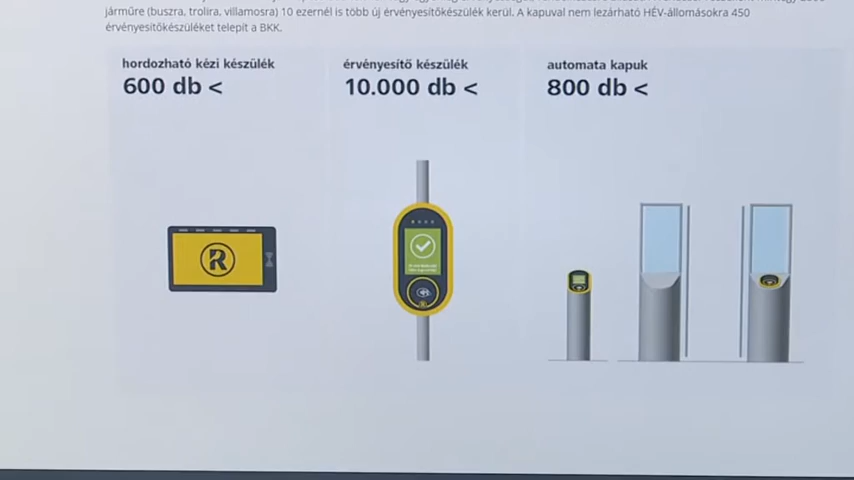 járműre (buszra, trolira, villamosra) 10 ezernél is több új érvényesítőkészülék kerül. A kapuval nem lezárható HÉV-állomásokra 450
érvényesítőkészüléket telepít a BKK.
hordozható kézi készülék
600 db <
érvényesítő készülék
10.000 db <
automata kapuk
800 db <
R